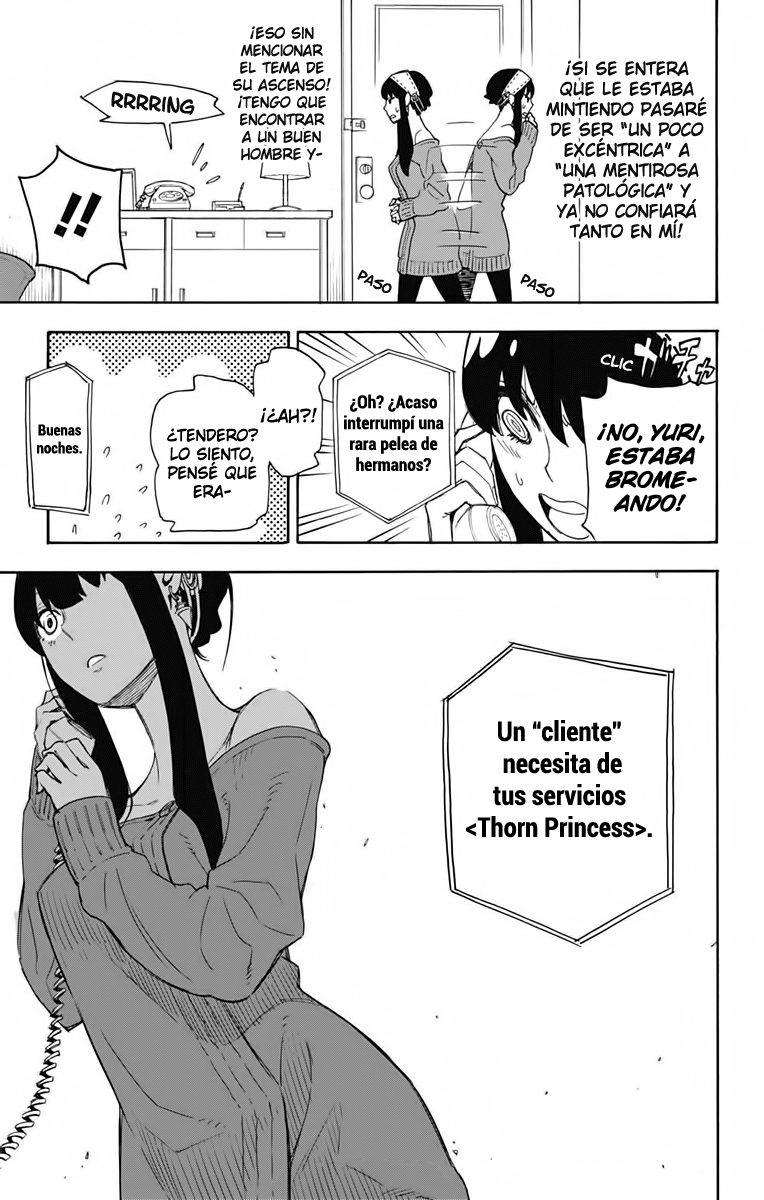 ¡SI SE ENTERA
QUE LE ESTABA
MINTIENDO PASARÉ
DE SER “UN POCO
EXCÉNTRICA” A
“UNA MENTIROSA
PATOLÓGICA” Y
YA NO CONFIARÁ
TANTO EN MÍ!
PASO
PASO
¡ESO SIN
MENCIONAR
EL TEMA DE
SU ASCENSO!
¡TENGO QUE
ENCONTRAR
A UN BUEN
HOMBRE Y-
RRRRING
!!
CLIC
¡NO, YURI,
ESTABA
BROME-
ANDO!
¿Oh? ¿Acaso
interrumpí una
rara pelea de
hermanos?
¡¿AH?!
¿TENDERO?
LO SIENTO,
PENSÉ QUE
ERA-
Buenas
noches.
Un “cliente”
necesita de
tus servicios
<Thorn Princess>.